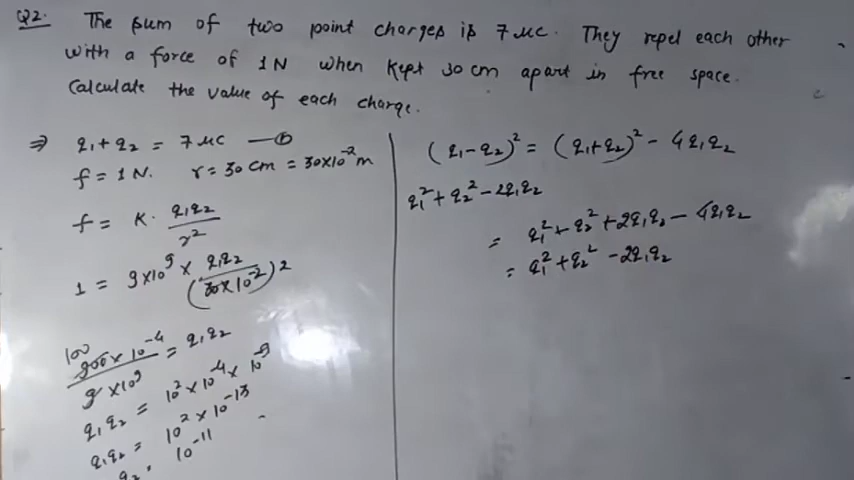 Q2. The sum of two point charges is 7 μC. They repel each other
with a force of 1N when kept 30 cm apart in free space.
Calculate the value of each charge.
⇒ q₁+q₂ = 7 μC —①
f = 1N. r = 30 cm = 30×10⁻²m
f = K · q₁q₂ / r²
1 = 9×10⁹ × q₁q₂ / (30×10⁻²)²
100
900×10⁻⁴ / 9×10⁹ = q₁q₂
q₁q₂ = 10² × 10⁻⁴ × 10⁻⁹
q₁q₂ = 10² × 10⁻¹³
q₂ = 10⁻¹¹
(q₁-q₂)² = (q₁+q₂)² - 4q₁q₂
q₁²+q₂²-2q₁q₂
= q₁²+q₂²+2q₁q₂-4q₁q₂
= q₁²+q₂²-2q₁q₂